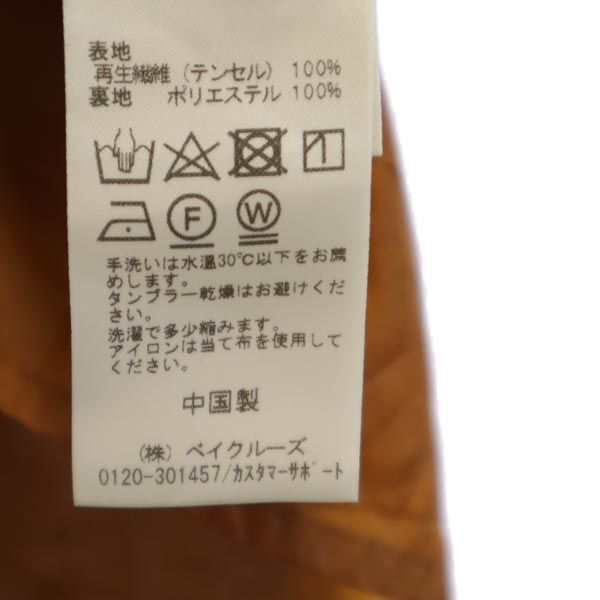 表地
再生繊維 (テンセル) 100%
裏地 ポリエステル 100%
F W
手洗いは水温30℃以下をお薦
めします。
タンブラー乾燥はお避けくだ
さい。
洗濯で多少縮みます。
アイロンは当て布を使用して
ください。
中国製
(株) ベイクルーズ
0120-301457/カスタマーサポート